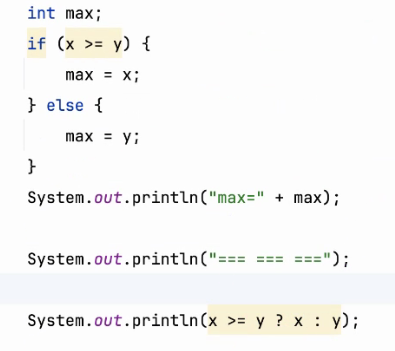 int max;
if (x >= y) {
    max = x;
} else {
    max = y;
}
System.out.println("max=" + max);
System.out.println("=== === ===");
System.out.println(x >= y ? x : y);